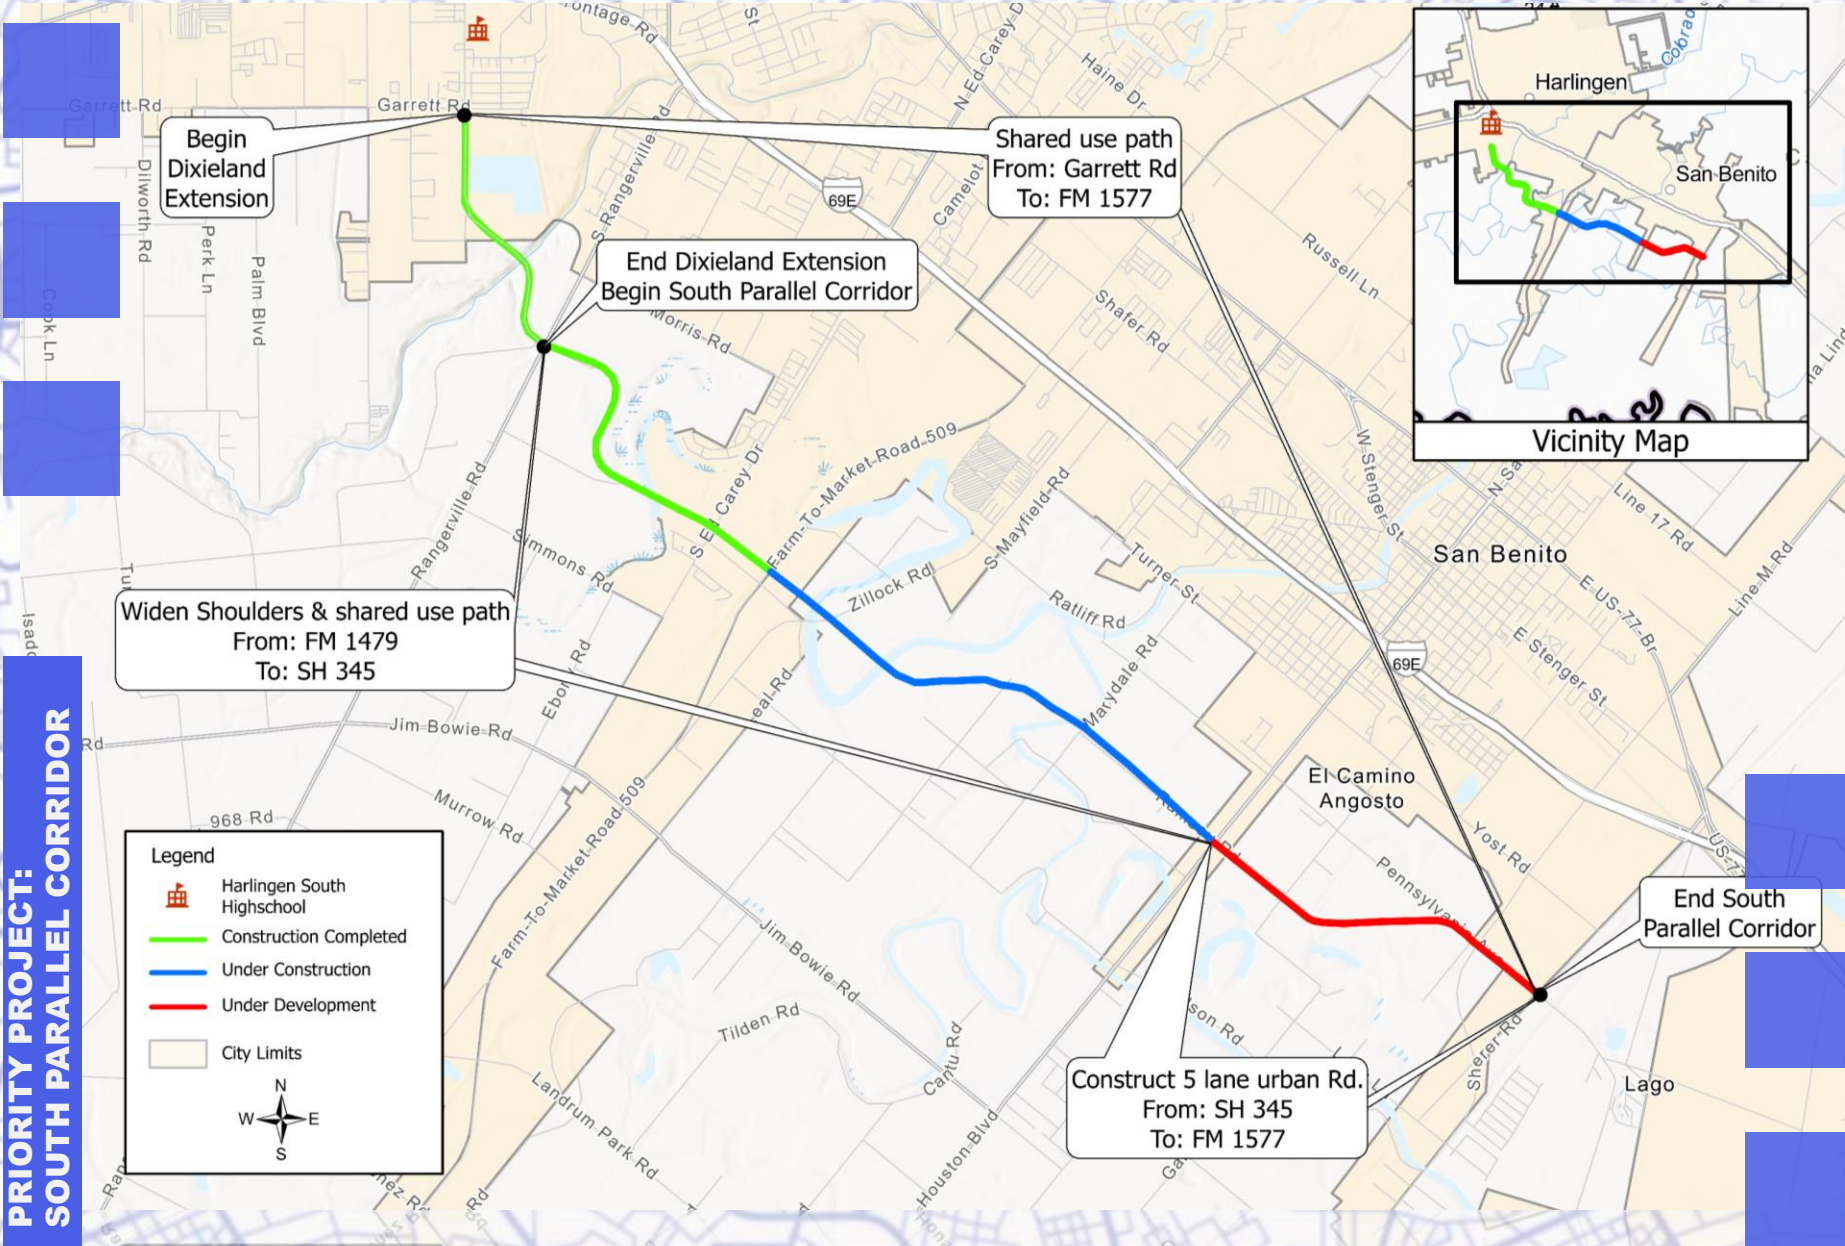 PRIORITY PROJECT:
SOUTH PARALLEL CORRIDOR
Garrett Rd
Garrett Rd
Begin
Dixieland
Extension
Shared use path
From: Garrett Rd
To: FM 1577
End Dixieland Extension
Begin South Parallel Corridor
Widen Shoulders & shared use path
From: FM 1479
To: SH 345
Construct 5 lane urban Rd.
From: SH 345
To: FM 1577
End South
Parallel Corridor
Harlingen
San Benito
Vicinity Map
Haine Dr
Dilworth Rd
Perk Ln
Palm Blvd
Cook Ln
S Rangerville Rd
69E
Russell Ln
Shafer Rd
Morris Rd
Rangerville Rd
Simmons Rd
S Ed Carey Dr
Farm-To-Market-Road-509
S Mayfield Rd
Zillock Rd
Turner St
Ratliff Rd
Marydale Rd
W Stenger St
San Benito
Line 17 Rd
Line M Rd
E US-77-Br
E Stenger St
69E
Jim-Bowie-Rd
Murrow Rd
968 Rd
Farm-To-Market-Road-509
El Camino
Angosto
Yost Rd
Jim-Bowie-Rd
Tilden Rd
Cantu Rd
Landrum Park Rd
Houston-Blvd
Sherer-Rd
Lago
Legend
Harlingen South
Highschool
Construction Completed
Under Construction
Under Development
City Limits
N
W E
S